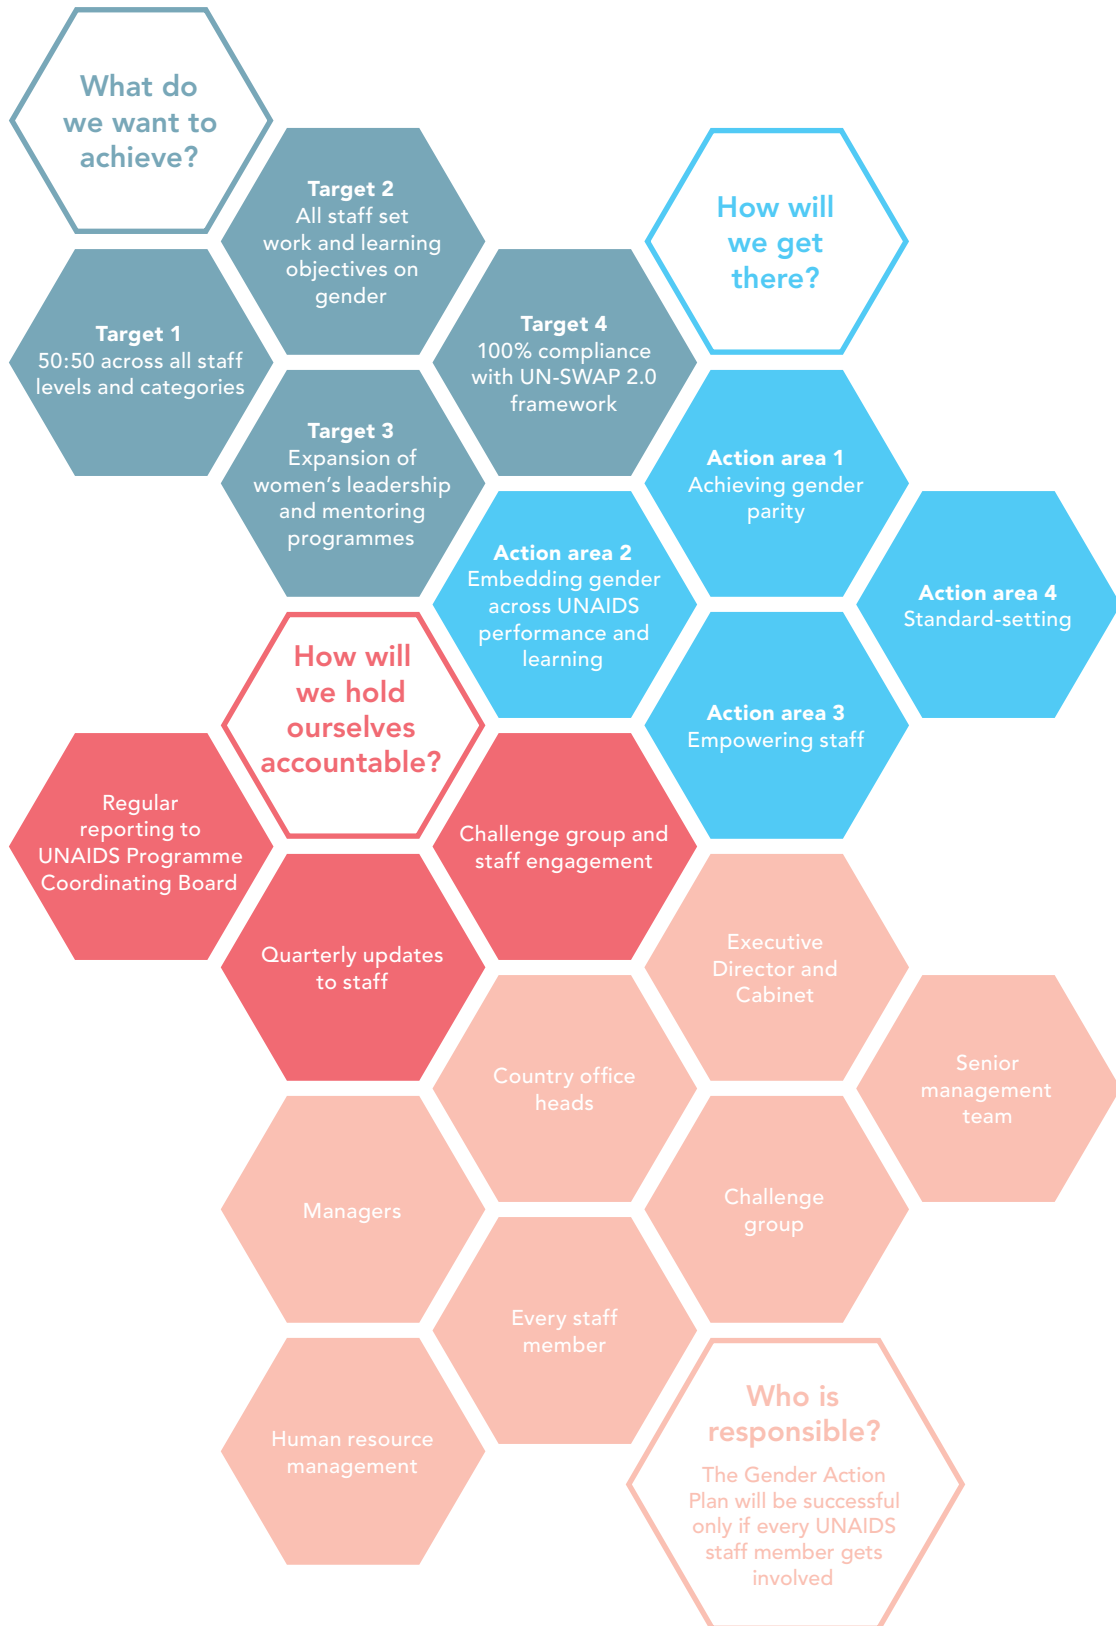 What do
we want to
achieve?
Target 2
All staff set
work and learning
objectives on
gender
How will
we get
there?
Target 1
50:50 across all staff
levels and categories
Target 4
100% compliance
with UN-SWAP 2.0
framework
Target 3
Expansion of
women’s leadership
and mentoring
programmes
Action area 1
Achieving gender
parity
Action area 2
Embedding gender
across UNAIDS
performance and
learning
Action area 4
Standard-setting
How will
we hold
ourselves
accountable?
Action area 3
Empowering staff
Regular
reporting to
UNAIDS Programme
Coordinating Board
Challenge group and
staff engagement
Quarterly updates
to staff
Executive
Director and
Cabinet
Country office
heads
Senior
management
team
Managers
Challenge
group
Every staff
member
Human resource
management
Who is
responsible?
The Gender Action
Plan will be successful
only if every UNAIDS
staff member gets
involved